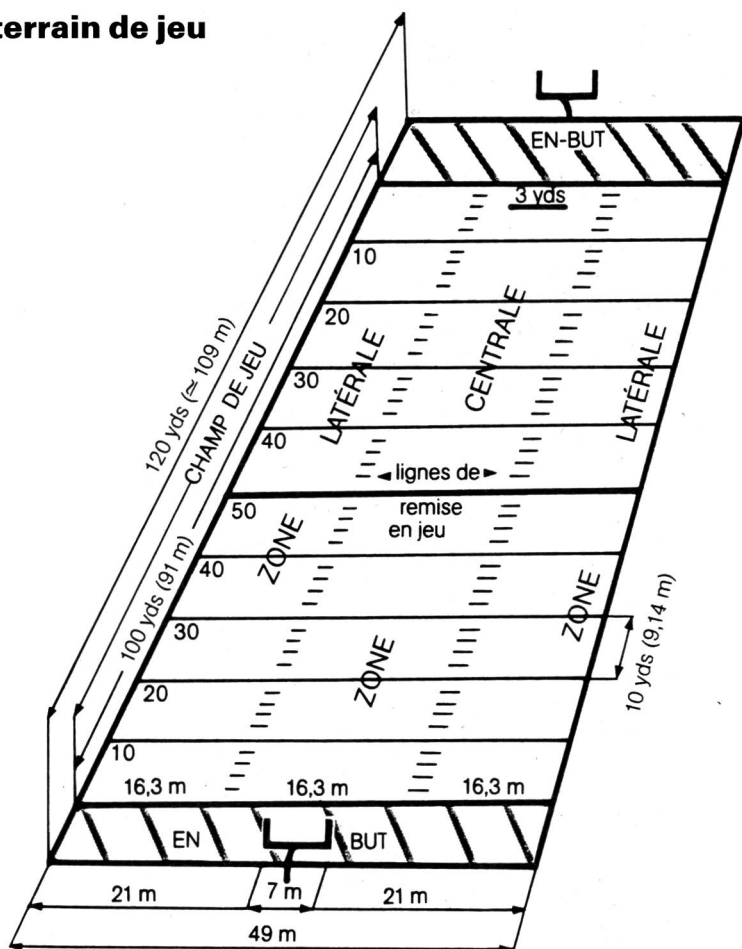 terrain de jeu
EN-BUT
3 yds
10
20
30
40
50
40
30
20
10
120 yds (≃ 109 m)
CHAMP DE JEU
100 yds (91 m)
LATÉRALE
CENTRALE
LATÉRALE
lignes de
remise
en jeu
ZONE
ZONE
ZONE
10 yds (9,14 m)
16,3 m 16,3 m 16,3 m
EN BUT
21 m 7 m 21 m
49 m